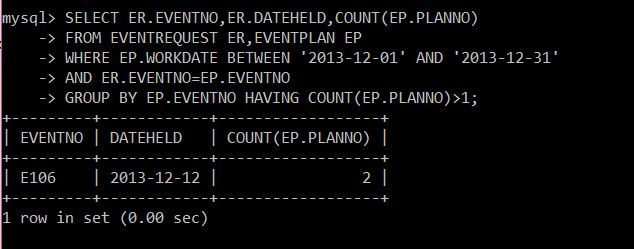 mysql> SELECT ER.EVENTNO,ER.DATEHELD,COUNT(EP.PLANNO)
    -> FROM EVENTREQUEST ER,EVENTPLAN EP
    -> WHERE EP.WORKDATE BETWEEN '2013-12-01' AND '2013-12-31'
    -> AND ER.EVENTNO=EP.EVENTNO
    -> GROUP BY EP.EVENTNO HAVING COUNT(EP.PLANNO)>1;
+---------+------------+------------------+
| EVENTNO | DATEHELD   | COUNT(EP.PLANNO) |
+---------+------------+------------------+
| E106    | 2013-12-12 |                2 |
+---------+------------+------------------+
1 row in set (0.00 sec)